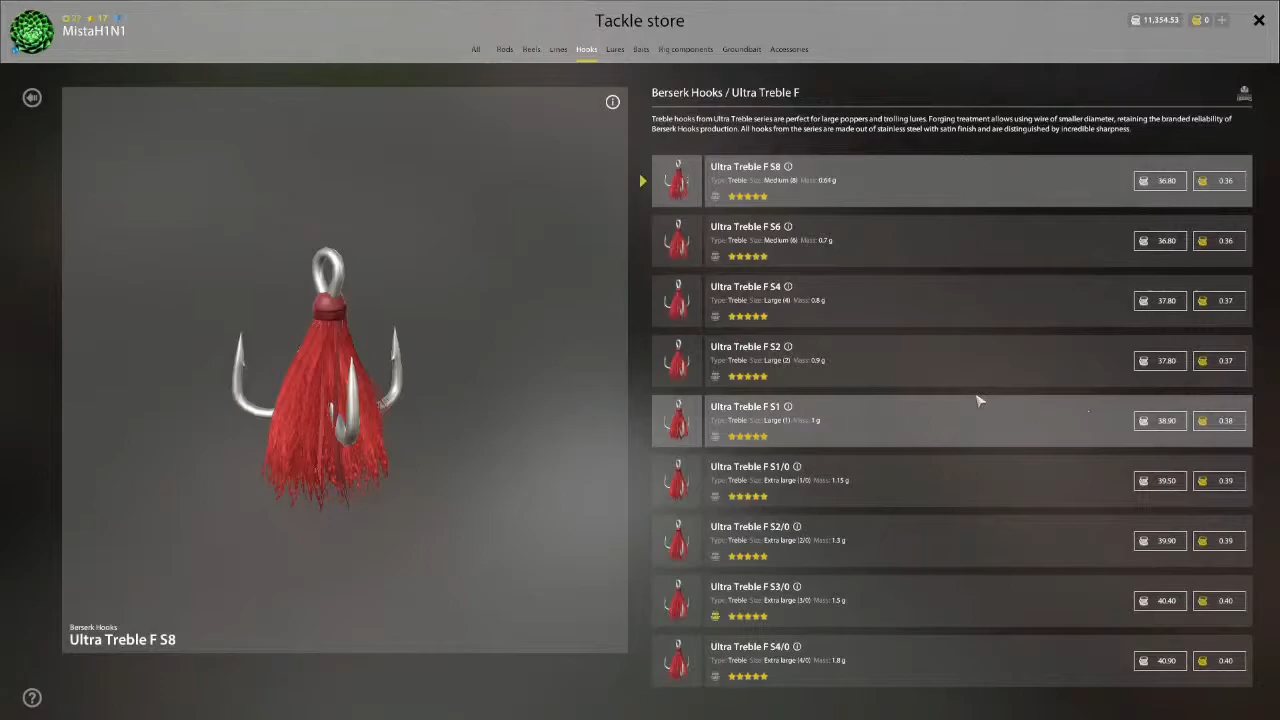 27 17
MistaH1N1
Tackle store
11,354.53 0 +
All Rods Reels Lines Hooks Lures Baits Rig components Groundbait Accessories
Berserk Hooks / Ultra Treble F
Treble hooks from Ultra Treble series are perfect for large poppers and trolling lures. Forging treatment allows using wire of smaller diameter, retaining the branded reliability of
Berserk Hooks production. All hooks from the series are made out of stainless steel with satin finish and are distinguished by incredible sharpness.
Ultra Treble F S8
Type: Treble Size: Medium (8) Mass: 0.64 g
36.80 0.36
Ultra Treble F S6
Type: Treble Size: Medium (6) Mass: 0.7 g
36.80 0.36
Ultra Treble F S4
Type: Treble Size: Large (4) Mass: 0.8 g
37.80 0.37
Ultra Treble F S2
Type: Treble Size: Large (2) Mass: 0.9 g
37.80 0.37
Ultra Treble F S1
Type: Treble Size: Large (1) Mass: 1 g
38.90 0.38
Ultra Treble F S1/0
Type: Treble Size: Extra large (1/0) Mass: 1.15 g
39.50 0.39
Ultra Treble F S2/0
Type: Treble Size: Extra large (2/0) Mass: 1.3 g
39.90 0.39
Ultra Treble F S3/0
Type: Treble Size: Extra large (3/0) Mass: 1.5 g
40.40 0.40
Ultra Treble F S4/0
Type: Treble Size: Extra large (4/0) Mass: 1.8 g
40.90 0.40
Berserk Hooks
Ultra Treble F S8
?